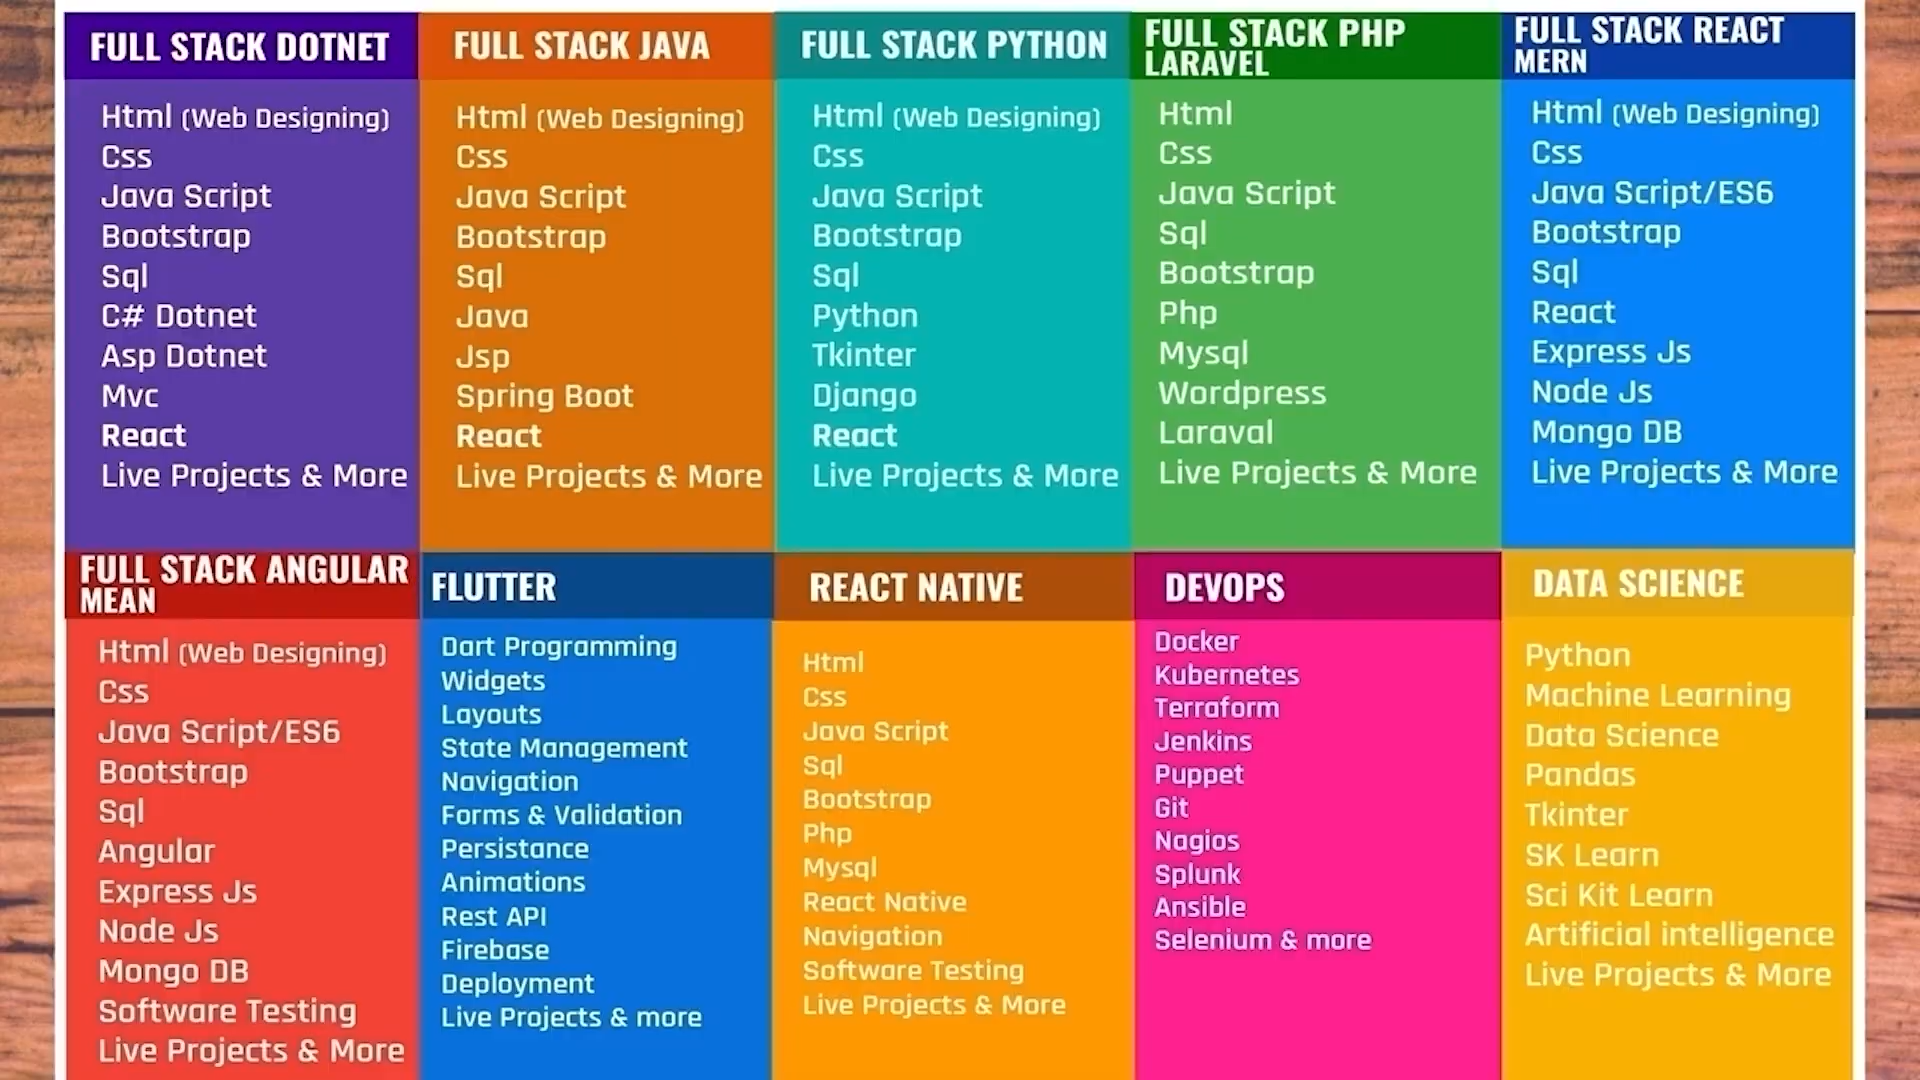 FULL STACK DOTNET
Html (Web Designing)
Css
Java Script
Bootstrap
Sql
C# Dotnet
Asp Dotnet
Mvc
React
Live Projects & More
FULL STACK JAVA
Html (Web Designing)
Css
Java Script
Bootstrap
Sql
Java
Jsp
Spring Boot
React
Live Projects & More
FULL STACK PYTHON
Html (Web Designing)
Css
Java Script
Bootstrap
Sql
Python
Tkinter
Django
React
Live Projects & More
FULL STACK PHP
LARAVEL
Html
Css
Java Script
Sql
Bootstrap
Php
Mysql
Wordpress
Laraval
Live Projects & More
FULL STACK REACT
MERN
Html (Web Designing)
Css
Java Script/ES6
Bootstrap
Sql
React
Express Js
Node Js
Mongo DB
Live Projects & More
FULL STACK ANGULAR
MEAN
Html (Web Designing)
Css
Java Script/ES6
Bootstrap
Sql
Angular
Express Js
Node Js
Mongo DB
Software Testing
Live Projects & More
FLUTTER
Dart Programming
Widgets
Layouts
State Management
Navigation
Forms & Validation
Persistance
Animations
Rest API
Firebase
Deployment
Live Projects & more
REACT NATIVE
Html
Css
Java Script
Sql
Bootstrap
Php
Mysql
React Native
Navigation
Software Testing
Live Projects & More
DEVOPS
Docker
Kubernetes
Terraform
Jenkins
Puppet
Git
Nagios
Splunk
Ansible
Selenium & more
DATA SCIENCE
Python
Machine Learning
Data Science
Pandas
Tkinter
SK Learn
Sci Kit Learn
Artificial intelligence
Live Projects & More